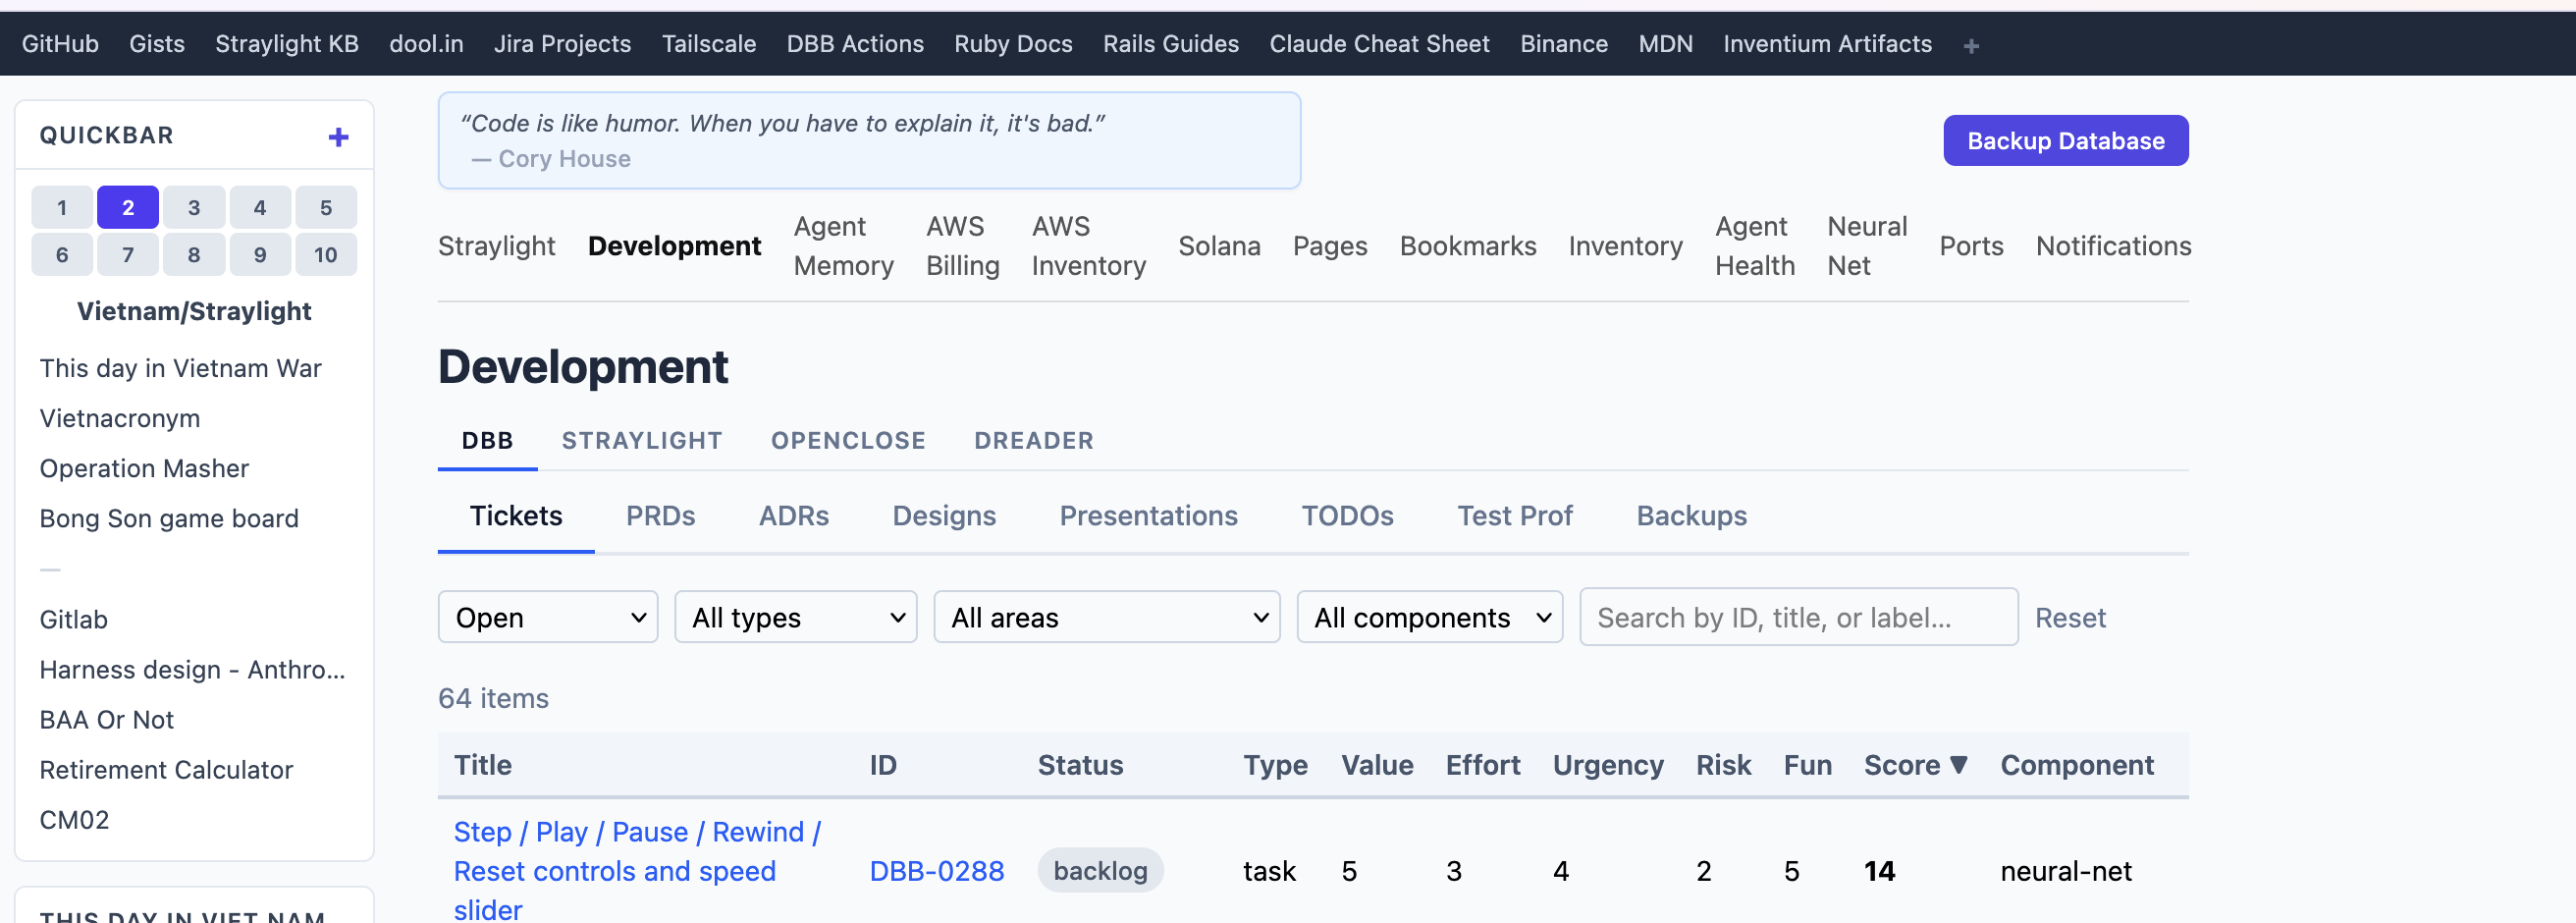 GitHub Gists Straylight KB dool.in Jira Projects Tailscale DBB Actions Ruby Docs Rails Guides Claude Cheat Sheet Binance MDN Inventium Artifacts +
QUICKBAR +
1 2 3 4 5
6 7 8 9 10
Vietnam/Straylight
This day in Vietnam War
Vietnacronym
Operation Masher
Bong Son game board
—
Gitlab
Harness design - Anthro...
BAA Or Not
Retirement Calculator
CM02
THIS DAY IN VIET NAM
“Code is like humor. When you have to explain it, it's bad.”
— Cory House
Backup Database
Straylight Development Agent Memory AWS Billing AWS Inventory Solana Pages Bookmarks Inventory Agent Health Neural Net Ports Notifications
Development
DBB STRAYLIGHT OPENCLOSE DREADER
Tickets PRDs ADRs Designs Presentations TODOs Test Prof Backups
Open All types All areas All components Search by ID, title, or label... Reset
64 items
Title ID Status Type Value Effort Urgency Risk Fun Score ▼ Component
Step / Play / Pause / Rewind /
Reset controls and speed
slider
DBB-0288 backlog task 5 3 4 2 5 14 neural-net